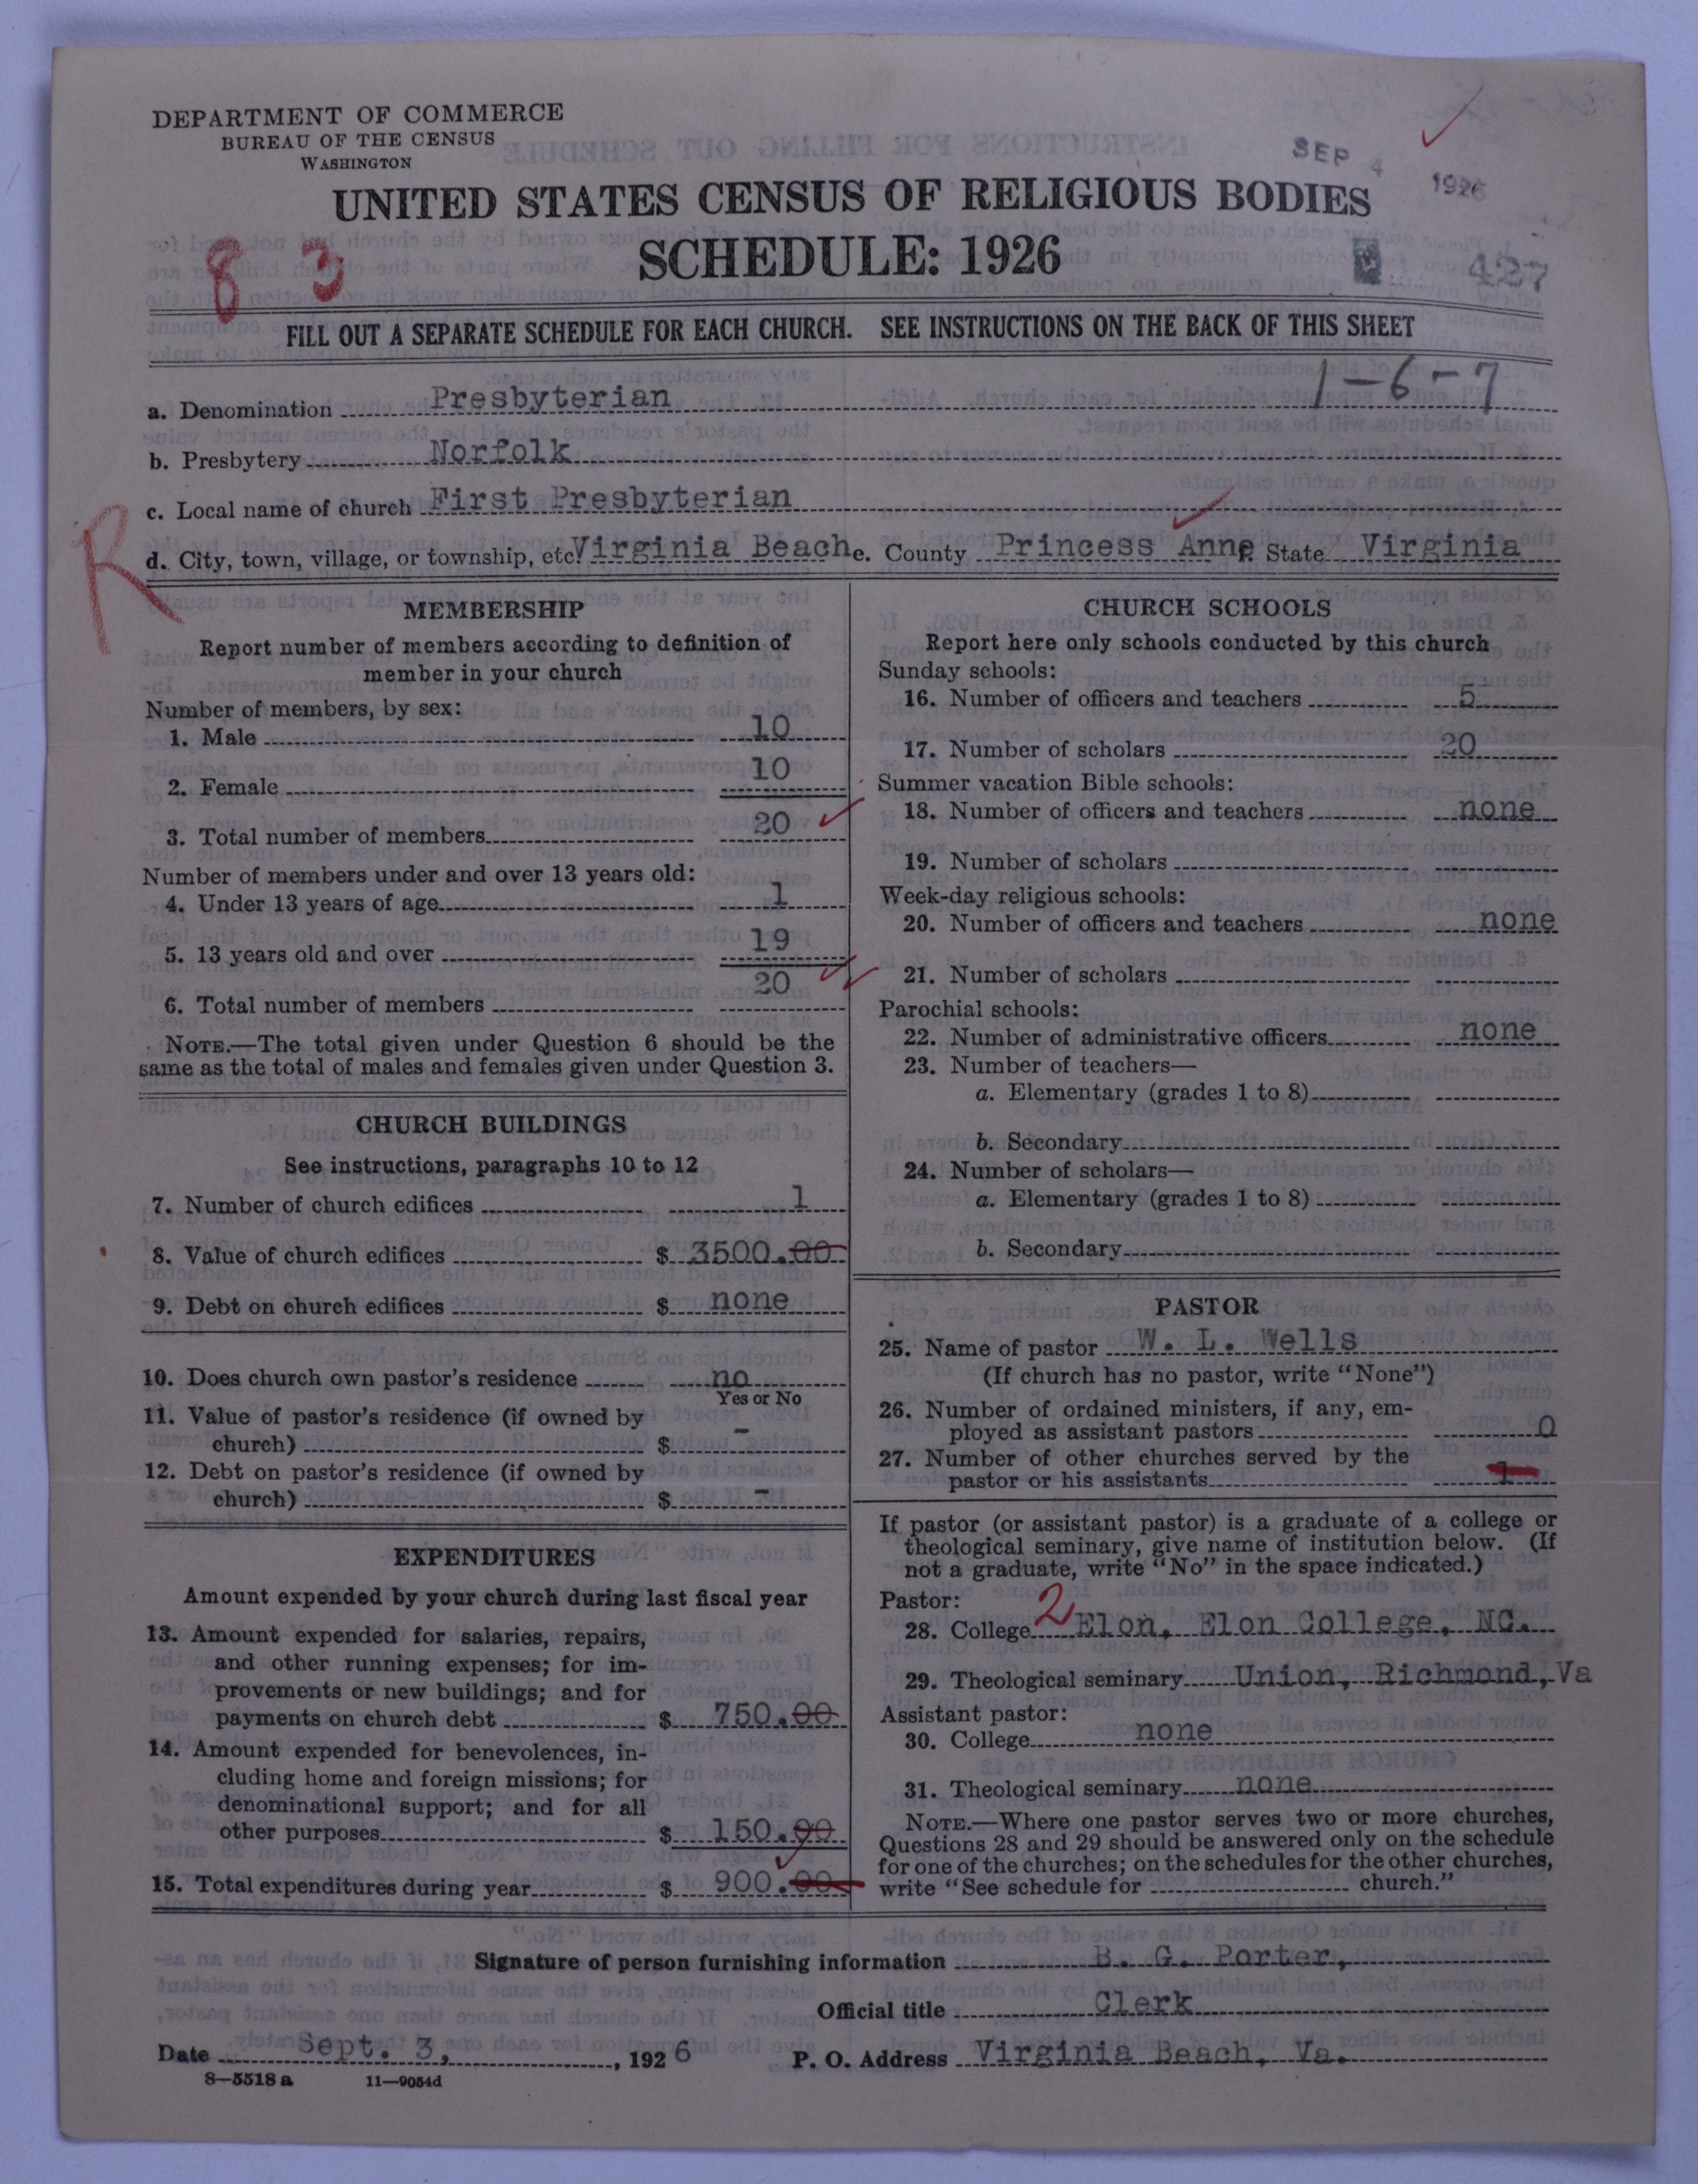 DEPARTMENT OF COMMERCE
BUREAU OF THE CENSUS
WASHINGTON
SEP 4 1926
UNITED STATES CENSUS OF RELIGIOUS BODIES
SCHEDULE: 1926
83
427
FILL OUT A SEPARATE SCHEDULE FOR EACH CHURCH. SEE INSTRUCTIONS ON THE BACK OF THIS SHEET
1-6-7
a. Denomination Presbyterian
b. Presbytery Norfolk
c. Local name of church First Presbyterian
R
d. City, town, village, or township, etc. Virginia Beach e. County Princess Anne f. State Virginia
MEMBERSHIP
Report number of members according to definition of
member in your church
Number of members, by sex:
1. Male 10
2. Female 10
3. Total number of members 20
Number of members under and over 13 years old:
4. Under 13 years of age 1
5. 13 years old and over 19
6. Total number of members 20
NOTE.—The total given under Question 6 should be the
same as the total of males and females given under Question 3.
CHURCH BUILDINGS
See instructions, paragraphs 10 to 12
7. Number of church edifices 1
8. Value of church edifices $ 3500.00
9. Debt on church edifices $ none
10. Does church own pastor's residence no
Yes or No
11. Value of pastor's residence (if owned by
church) $ -
12. Debt on pastor's residence (if owned by
church) $ -
EXPENDITURES
Amount expended by your church during last fiscal year
13. Amount expended for salaries, repairs,
and other running expenses; for im-
provements or new buildings; and for
payments on church debt $ 750.00
14. Amount expended for benevolences, in-
cluding home and foreign missions; for
denominational support; and for all
other purposes $ 150.00
15. Total expenditures during year $ 900.00
CHURCH SCHOOLS
Report here only schools conducted by this church
Sunday schools:
16. Number of officers and teachers 5
17. Number of scholars 20
Summer vacation Bible schools:
18. Number of officers and teachers none
19. Number of scholars
Week-day religious schools:
20. Number of officers and teachers none
21. Number of scholars
Parochial schools:
22. Number of administrative officers none
23. Number of teachers—
a. Elementary (grades 1 to 8)
b. Secondary
24. Number of scholars—
a. Elementary (grades 1 to 8)
b. Secondary
PASTOR
25. Name of pastor W. L. Wells
(If church has no pastor, write "None")
26. Number of ordained ministers, if any, em-
ployed as assistant pastors 0
27. Number of other churches served by the
pastor or his assistants 1
If pastor (or assistant pastor) is a graduate of a college or
theological seminary, give name of institution below. (If
not a graduate, write "No" in the space indicated.)
Pastor:
28. College 2 Elon, Elon College, NC.
29. Theological seminary Union, Richmond, Va
Assistant pastor:
30. College none
31. Theological seminary none
NOTE.—Where one pastor serves two or more churches,
Questions 28 and 29 should be answered only on the schedule
for one of the churches; on the schedules for the other churches,
write "See schedule for church."
Signature of person furnishing information B. G. Porter,
Official title Clerk
Date Sept. 3, 1926 P. O. Address Virginia Beach, Va.
8—5518 a 11—9054d